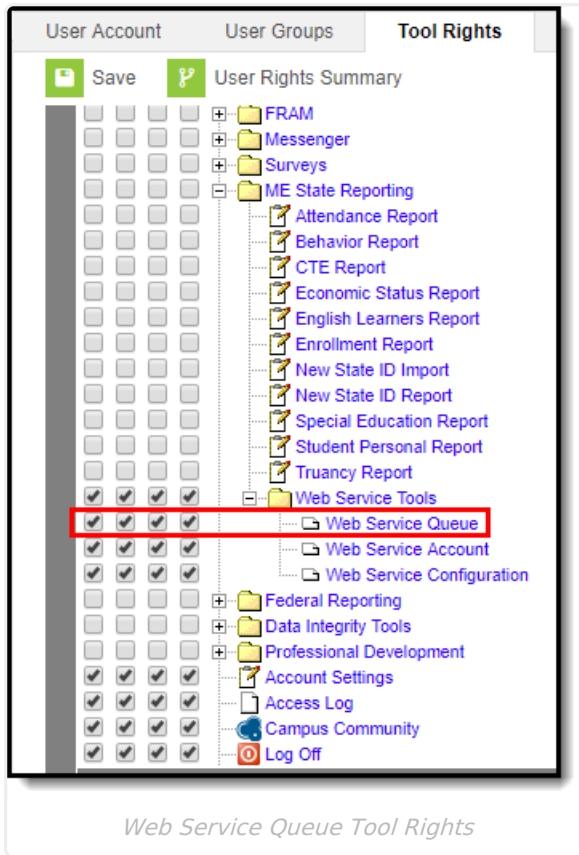 User Account User Groups Tool Rights
Save User Rights Summary
FRAM
Messenger
Surveys
ME State Reporting
Attendance Report
Behavior Report
CTE Report
Economic Status Report
English Learners Report
Enrollment Report
New State ID Import
New State ID Report
Special Education Report
Student Personal Report
Truancy Report
Web Service Tools
Web Service Queue
Web Service Account
Web Service Configuration
Federal Reporting
Data Integrity Tools
Professional Development
Account Settings
Access Log
Campus Community
Log Off
Web Service Queue Tool Rights